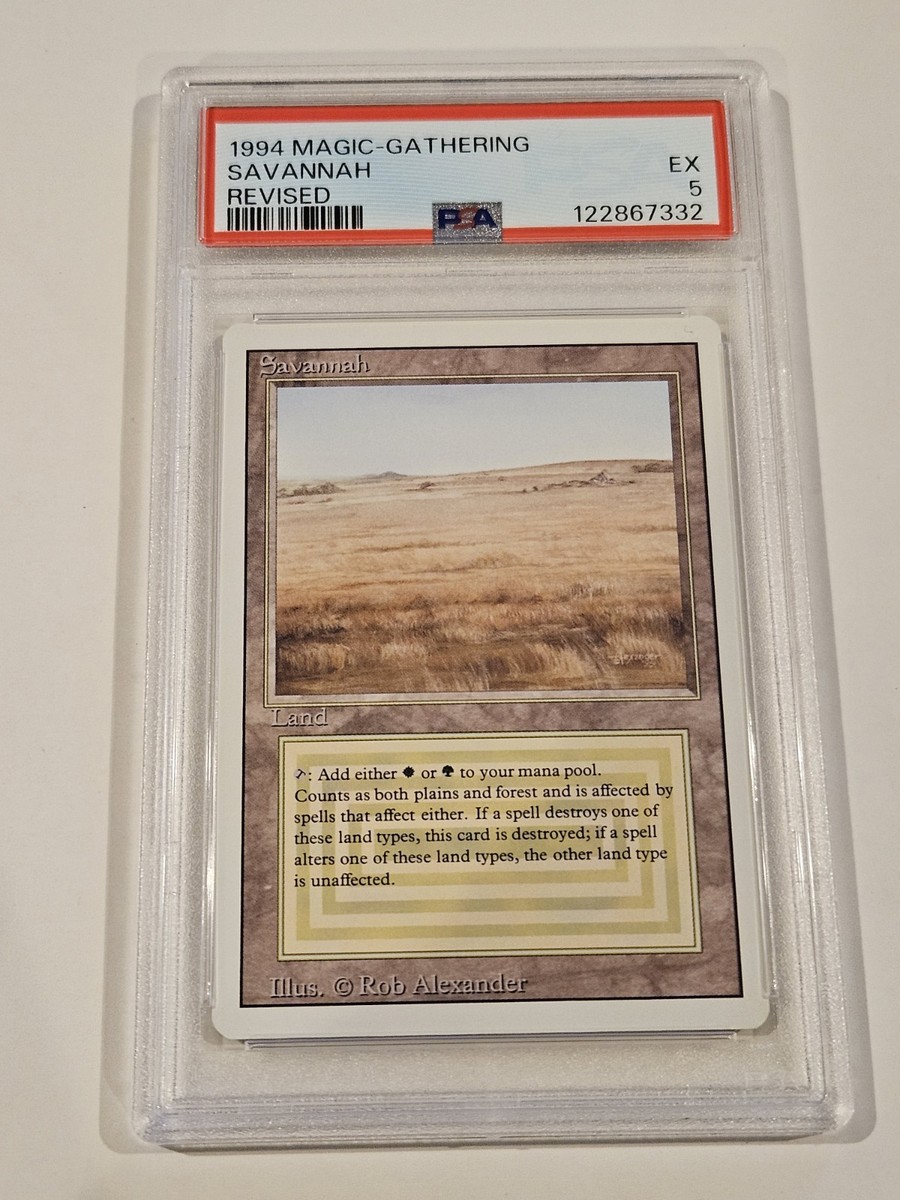 1994 MAGIC-GATHERING
SAVANNAH
EX
REVISED
5
PSA
122867332
Savannah
Alexander
Land
: Add either or to your mana pool.
Counts as both plains and forest and is affected by
spells that affect either. If a spell destroys one of
these land types, this card is destroyed; if a spell
alters one of these land types, the other land type
is unaffected.
Illus. © Rob Alexander